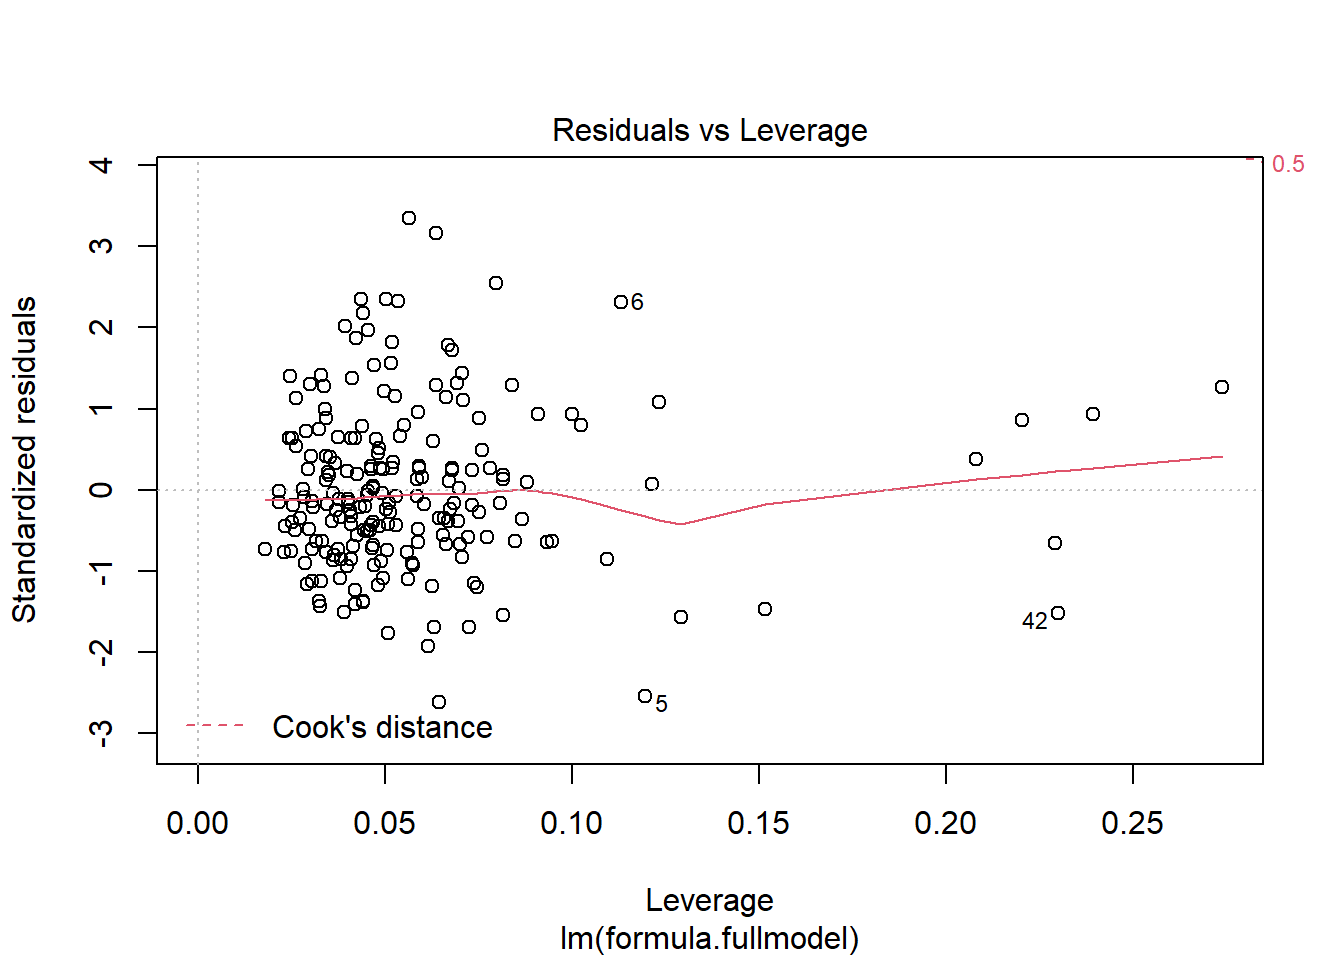 Residuals vs Leverage
4
3
2
1
0
-1
-2
-3
Standardized residuals
0.5
6
42
5
Cook's distance
0.00 0.05 0.10 0.15 0.20 0.25
Leverage
lm(formula.fullmodel)